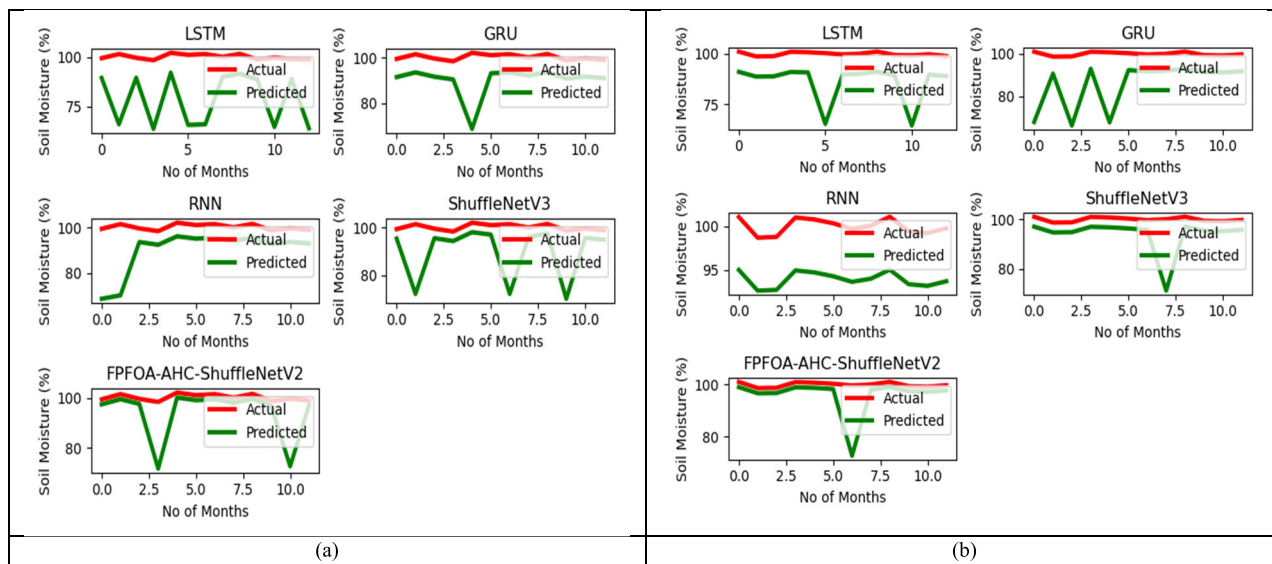 LSTM
Soil Moisture (%)
100
75
Actual
Predicted
0
5
10
No of Months
GRU
Soil Moisture (%)
100
80
Actual
Predicted
0.0
2.5
5.0
7.5
10.0
No of Months
RNN
Soil Moisture (%)
100
80
Actual
Predicted
0.0
2.5
5.0
7.5
10.0
No of Months
ShuffleNetV3
Soil Moisture (%)
100
80
Actual
Predicted
0.0
2.5
5.0
7.5
10.0
No of Months
FPFOA-AHC-ShuffleNetV2
Soil Moisture (%)
100
80
Actual
Predicted
0.0
2.5
5.0
7.5
10.0
No of Months
(a)
LSTM
Soil Moisture (%)
100
75
Actual
Predicted
0
5
10
No of Months
GRU
Soil Moisture (%)
100
80
Actual
Predicted
0.0
2.5
5.0
7.5
10.0
No of Months
RNN
Soil Moisture (%)
100
95
Actual
Predicted
0.0
2.5
5.0
7.5
10.0
No of Months
ShuffleNetV3
Soil Moisture (%)
100
80
Actual
Predicted
0.0
2.5
5.0
7.5
10.0
No of Months
FPFOA-AHC-ShuffleNetV2
Soil Moisture (%)
100
80
Actual
Predicted
0.0
2.5
5.0
7.5
10.0
No of Months
(b)